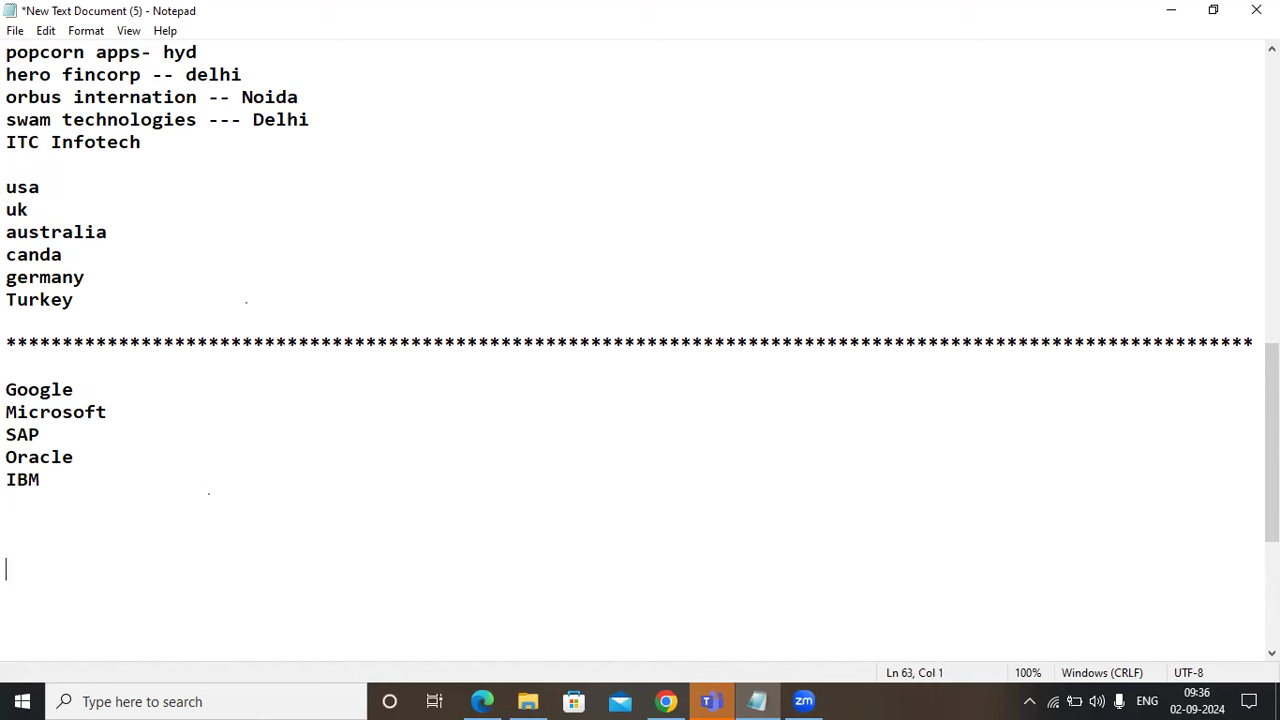 *New Text Document (5) - Notepad
File Edit Format View Help
popcorn apps- hyd
hero fincorp -- delhi
orbus internation -- Noida
swam technologies --- Delhi
ITC Infotech
usa
uk
australia
canda
germany
Turkey
***************************************************************************************************************
Google
Microsoft
SAP
Oracle
IBM
Ln 63, Col 1 100% Windows (CRLF) UTF-8
Type here to search
zm
ENG
09:36
02-09-2024